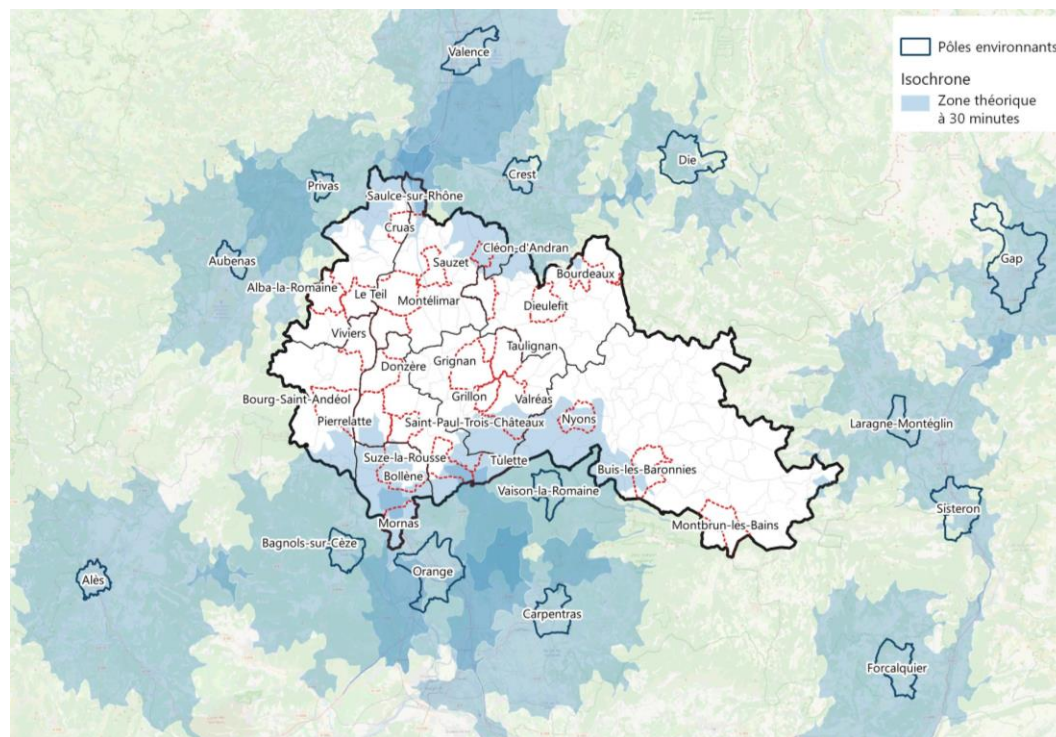 Valence
Pôles environnants
Isochrone
Zone théorique
à 30 minutes
Die
Crest
Privas
Saulce-sur-Rhône
Cruas
Cléon-d'Andran
Aubenas
Sauzet
Gap
Bourdeaux
Alba-la-Romaine
Le Teil
Montélimar
Dieulefit
Viviers
Taulignan
Grignan
Donzère
Bourg-Saint-Andéol
Grillon
Valréas
Pierrelatte
Saint-Paul-Trois-Châteaux
Nyons
Laragne-Montéglin
Suze-la-Rousse
Tulette
Buis-les-Baronnies
Bollène
Vaison-la-Romaine
Sisteron
Mornas
Montbrun-les-Bains
Bagnols-sur-Cèze
Orange
Alès
Carpentras
Forcalquier